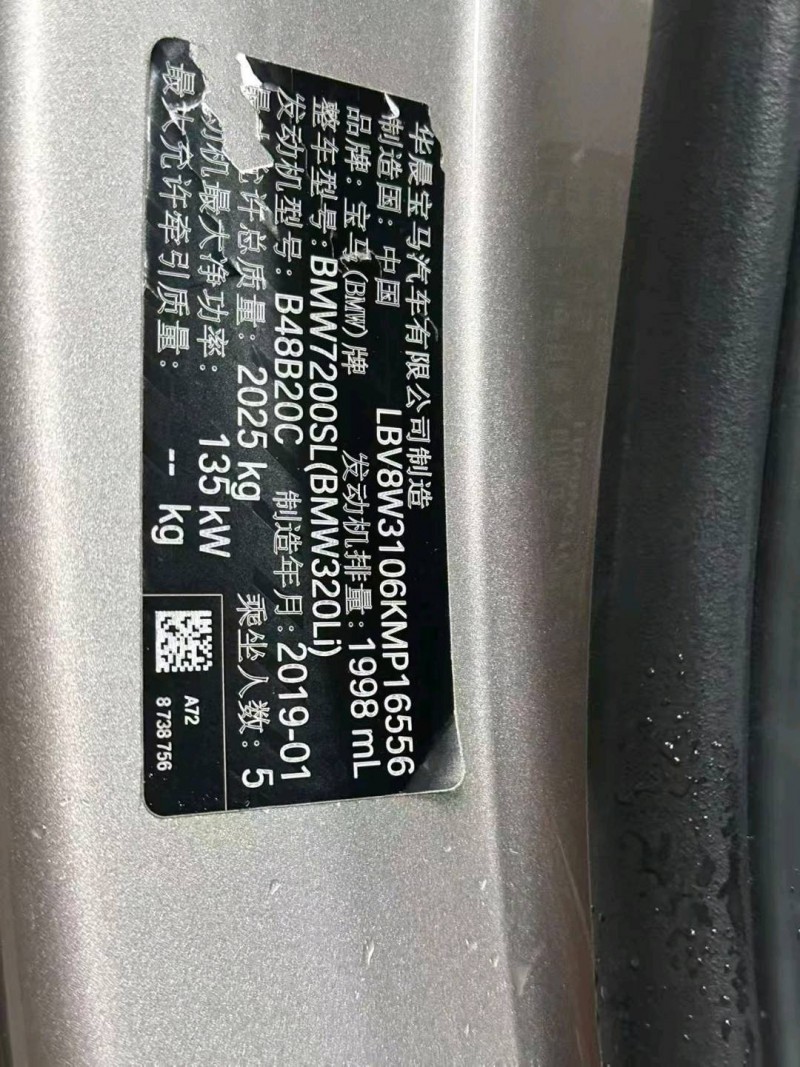 华晨宝马汽车有限公司制造
制造国：中国 LBV8W3106KMP16556
品牌：宝马(BMW)牌 发动机排量：1998 mL
整车型号：BMW7200SL(BMW320Li)
发动机型号：B48B20C 制造年月：2019-01
许总质量：2025 kg 乘坐人数：5
机最大净功率：135 kW
最大允许牵引质量：-- kg
A72
8 738 756